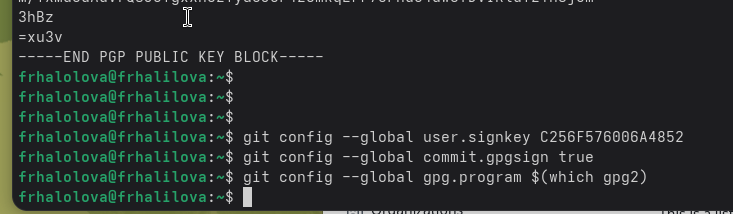 3hBz
=xu3v
-----END PGP PUBLIC KEY BLOCK-----
frhalolova@frhalilova:~$
frhalolova@frhalilova:~$
frhalolova@frhalilova:~$
frhalolova@frhalilova:~$ git config --global user.signkey C256F576006A4852
frhalolova@frhalilova:~$ git config --global commit.gpgsign true
frhalolova@frhalilova:~$ git config --global gpg.program $(which gpg2)
frhalolova@frhalilova:~$